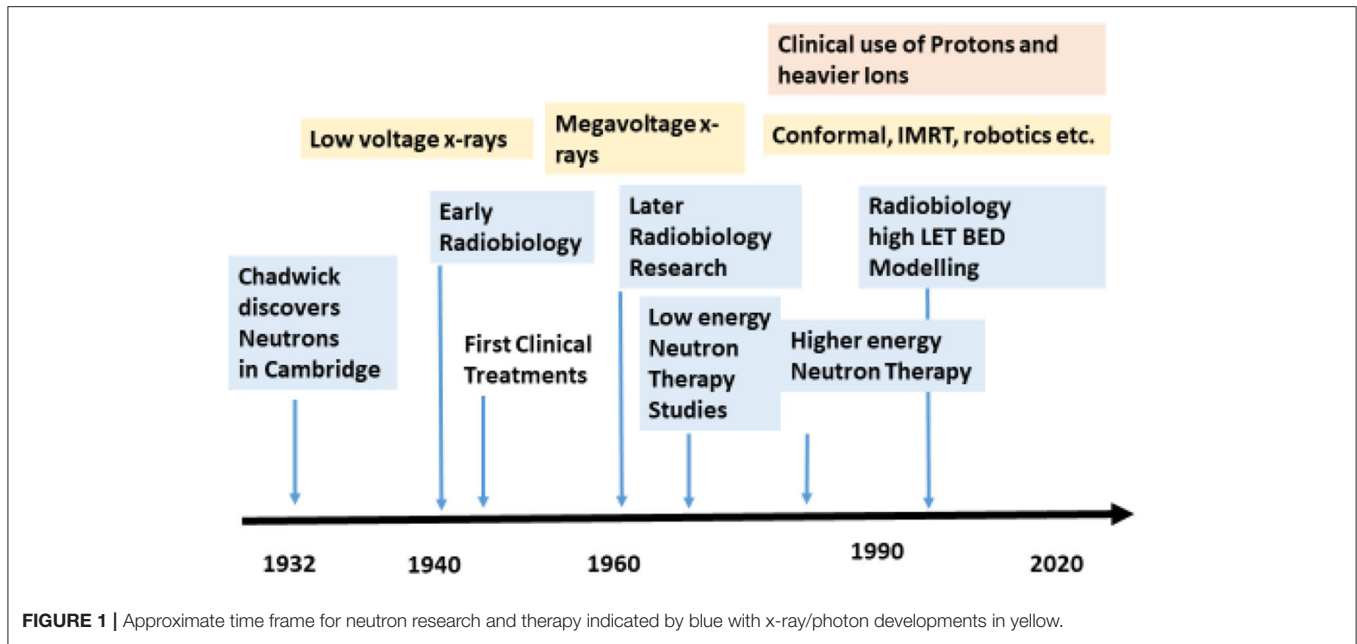 Clinical use of Protons and
heavier Ions
Low voltage x-rays
Megavoltage x-
rays
Conformal, IMRT, robotics etc.
Early
Radiobiology
Later
Radiobiology
Research
Radiobiology
high LET BED
Modelling
Chadwick
discovers
Neutrons
in Cambridge
First Clinical
Treatments
Low energy
Neutron
Therapy
Studies
Higher energy
Neutron Therapy
1932
1940
1960
1990
2020
FIGURE 1 | Approximate time frame for neutron research and therapy indicated by blue with x-ray/photon developments in yellow.